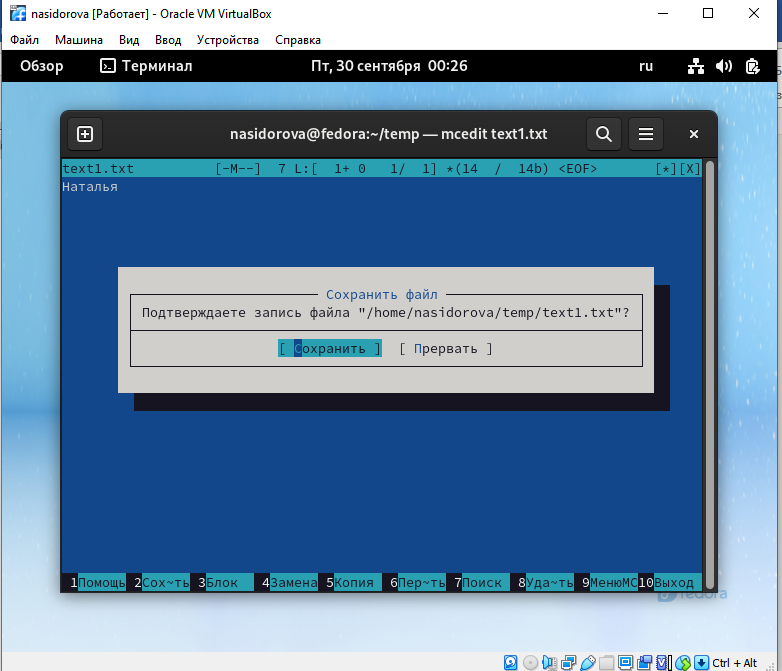 nasidorova [Работает] - Oracle VM VirtualBox
Файл Машина Вид Ввод Устройства Справка
Обзор Терминал Пт, 30 сентября 00:26 ru
nasidorova@fedora:~/temp — mcedit text1.txt
text1.txt [-M--] 7 L:[ 1+ 0 1/ 1] *(14 / 14b) <EOF> [*][X]
Наталья
Сохранить файл
Подтверждаете запись файла "/home/nasidorova/temp/text1.txt"?
[ Сохранить ] [ Прервать ]
1Помощь 2Сох~ть 3Блок 4Замена 5Копия 6Пер~ть 7Поиск 8Уда~ть 9МенюMC 10Выход
fedora
Ctrl + Alt